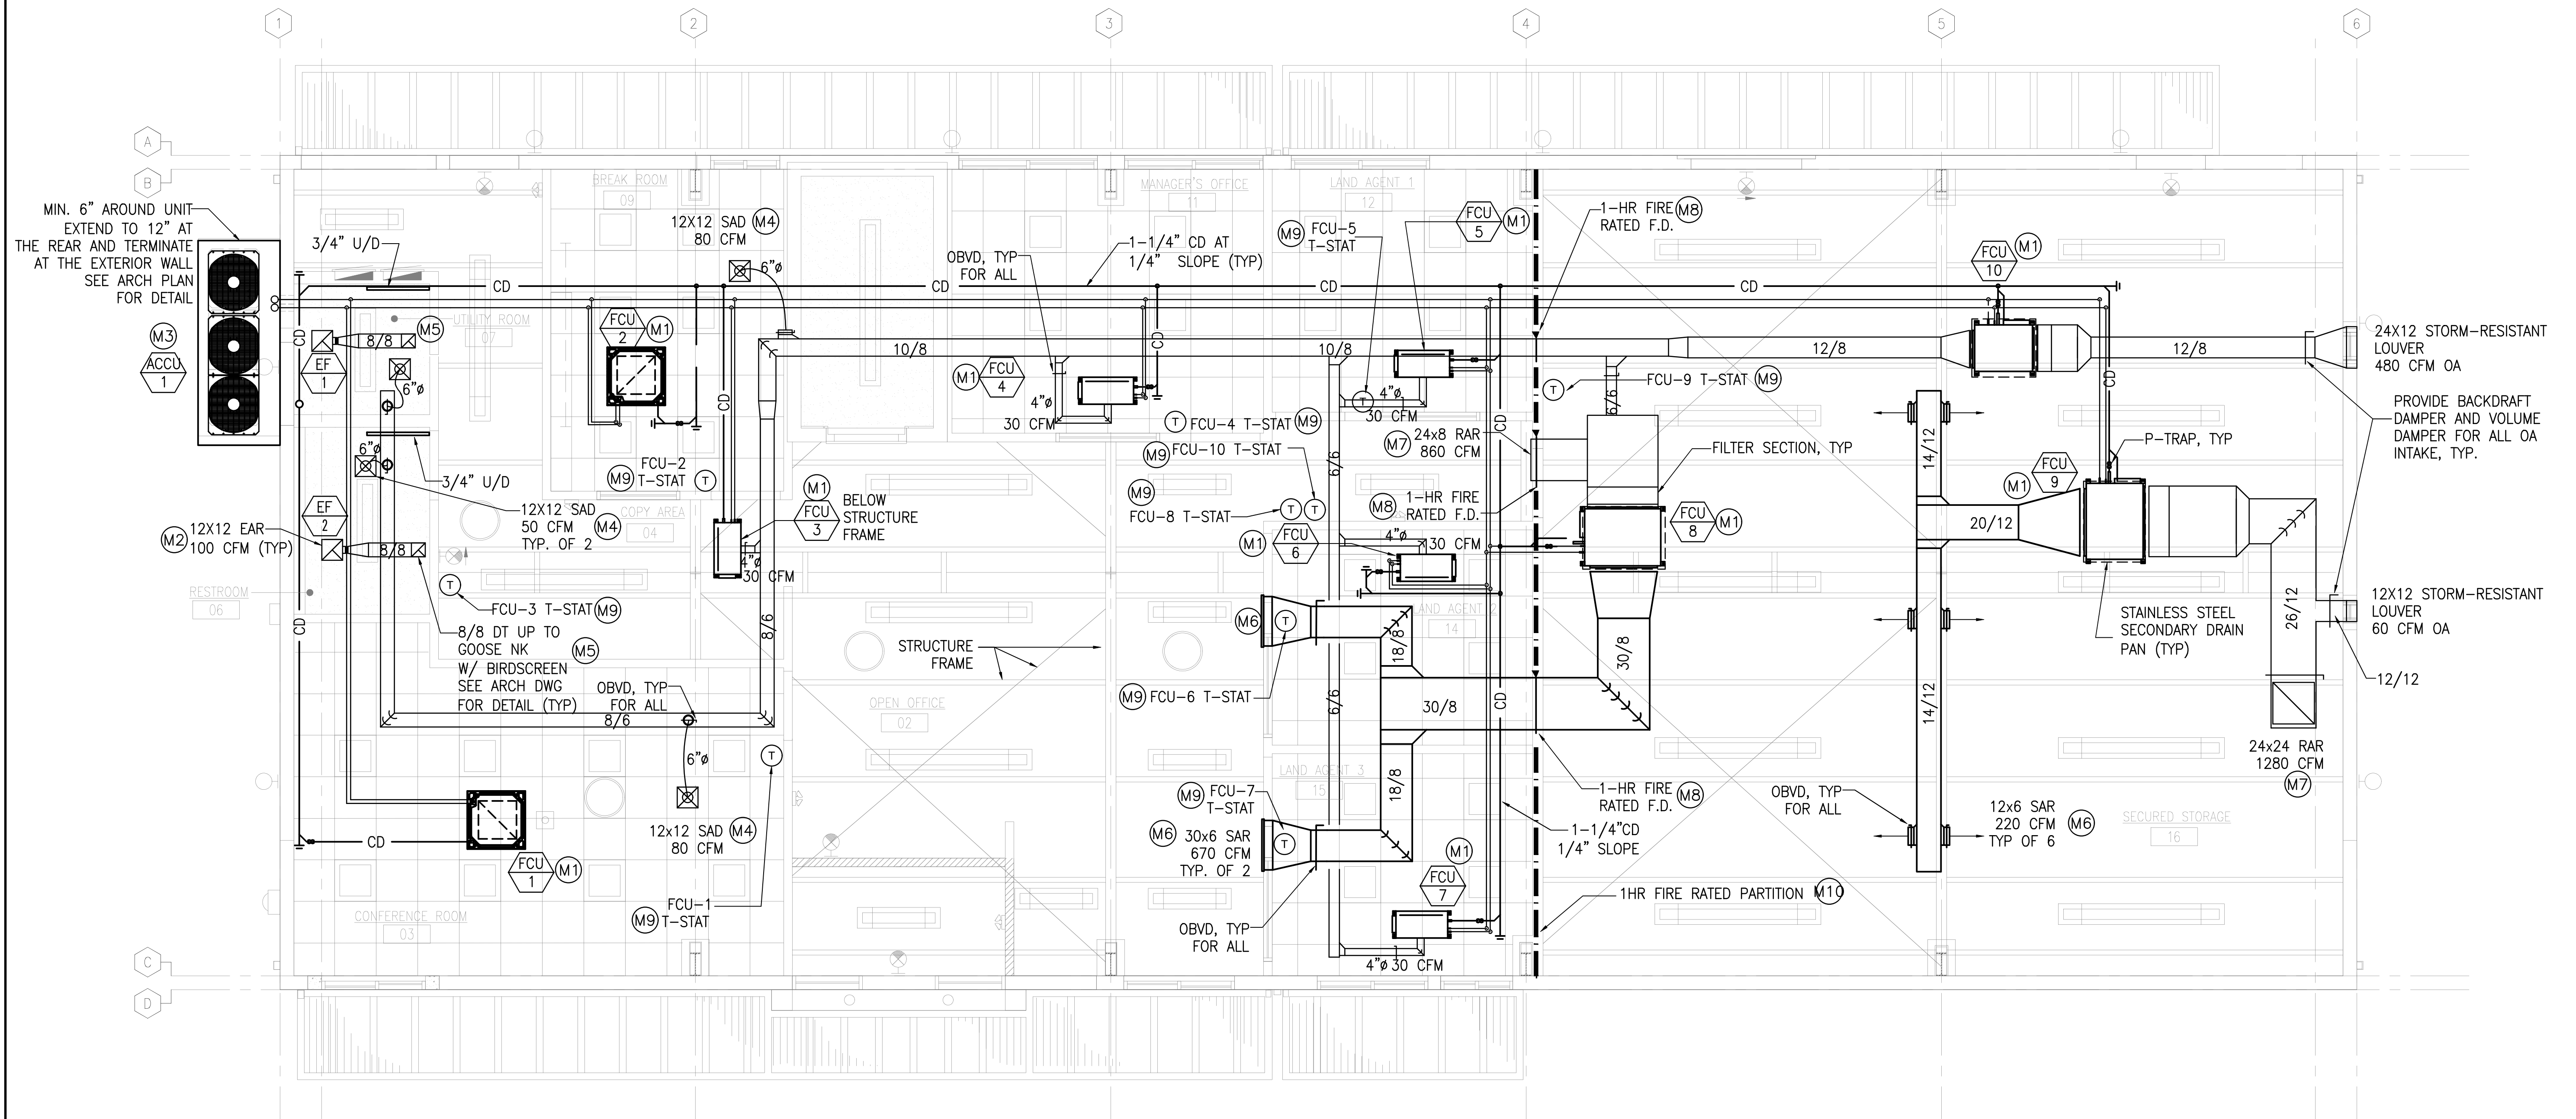 1
2
3
4
5
6
A
B
C
D
MIN. 6" AROUND UNIT
EXTEND TO 12" AT
THE REAR AND TERMINATE
AT THE EXTERIOR WALL
SEE ARCH PLAN
FOR DETAIL
M3
ACCU
1
3/4" U/D
CD
UTILITY ROOM
07
8/8
M5
EF
1
6"ø
6"ø
3/4" U/D
EF
2
M2
12X12 EAR
100 CFM (TYP)
8/8
12X12 SAD
50 CFM
TYP. OF 2
M4
RESTROOM
06
CD
T
FCU-3 T-STAT
M9
8/8 DT UP TO
GOOSE NK
W/ BIRDSCREEN
SEE ARCH DWG
FOR DETAIL (TYP)
M5
OBVD, TYP
FOR ALL
8/6
6"ø
12x12 SAD
80 CFM
M4
CD
FCU
1
M1
FCU-1
T-STAT
M9
T
CONFERENCE ROOM
03
BREAK ROOM
09
12X12 SAD
80 CFM
M4
6"ø
CD
FCU
2
M1
CD
FCU-2
T-STAT
M9
T
COPY AREA
04
M1
FCU
3
BELOW
STRUCTURE
FRAME
4"ø
30 CFM
8/6
STRUCTURE
FRAME
OPEN OFFICE
02
OBVD, TYP
FOR ALL
1-1/4" CD AT
1/4" SLOPE (TYP)
CD
10/8
M1
FCU
4
4"ø
30 CFM
CD
MANAGER'S OFFICE
11
LAND AGENT 1
12
M9
FCU-5
T-STAT
FCU
5
M1
CD
10/8
T
4"ø
30 CFM
T
FCU-4 T-STAT
M9
M9
FCU-10 T-STAT
M9
FCU-8 T-STAT
T
T
6/6
M7
24x8 RAR
860 CFM
M8
1-HR FIRE
RATED F.D.
CD
M1
FCU
6
4"ø
30 CFM
M6
T
M9
FCU-6 T-STAT
18/8
LAND AGENT 2
14
6/6
30/8
CD
LAND AGENT 3
15
18/8
M9
FCU-7
T-STAT
M6
30x6 SAR
670 CFM
TYP. OF 2
T
OBVD, TYP
FOR ALL
M1
FCU
7
4"ø
30 CFM
1-HR FIRE
RATED F.D.
M8
T
FCU-9 T-STAT
M9
6/6
FILTER SECTION, TYP
FCU
8
M1
30/8
1-HR FIRE
RATED F.D.
M8
1-1/4"CD
1/4" SLOPE
1HR FIRE RATED PARTITION
M10
CD
12/8
FCU
10
M1
12/8
CD
24X12 STORM-RESISTANT
LOUVER
480 CFM OA
PROVIDE BACKDRAFT
DAMPER AND VOLUME
DAMPER FOR ALL OA
INTAKE, TYP.
P-TRAP, TYP
14/12
M1
FCU
9
20/12
14/12
STAINLESS STEEL
SECONDARY DRAIN
PAN (TYP)
26/12
12X12 STORM-RESISTANT
LOUVER
60 CFM OA
12/12
24x24 RAR
1280 CFM
M7
OBVD, TYP
FOR ALL
12x6 SAR
220 CFM
TYP OF 6
M6
SECURED STORAGE
16